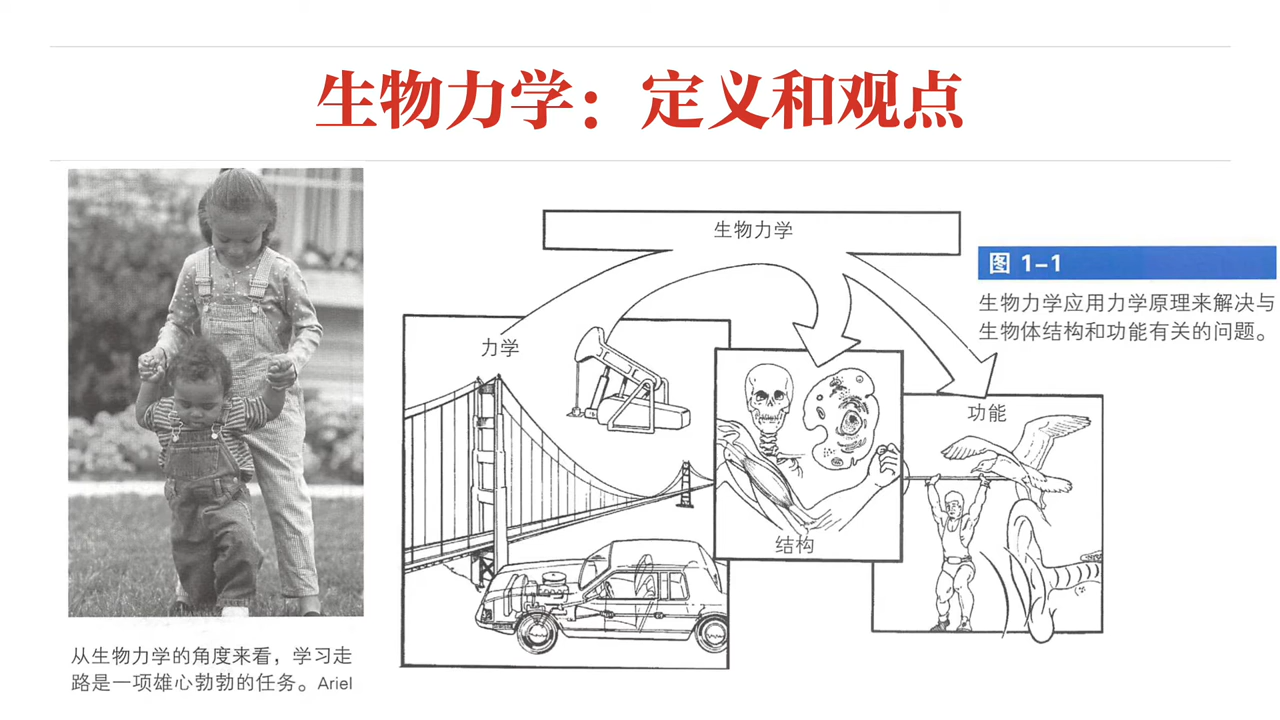 生物力学：定义和观点
生物力学
图 1-1
生物力学应用力学原理来解决与
生物体结构和功能有关的问题。
力学
功能
结构
从生物力学的角度来看，学习走
路是一项雄心勃勃的任务。Ariel